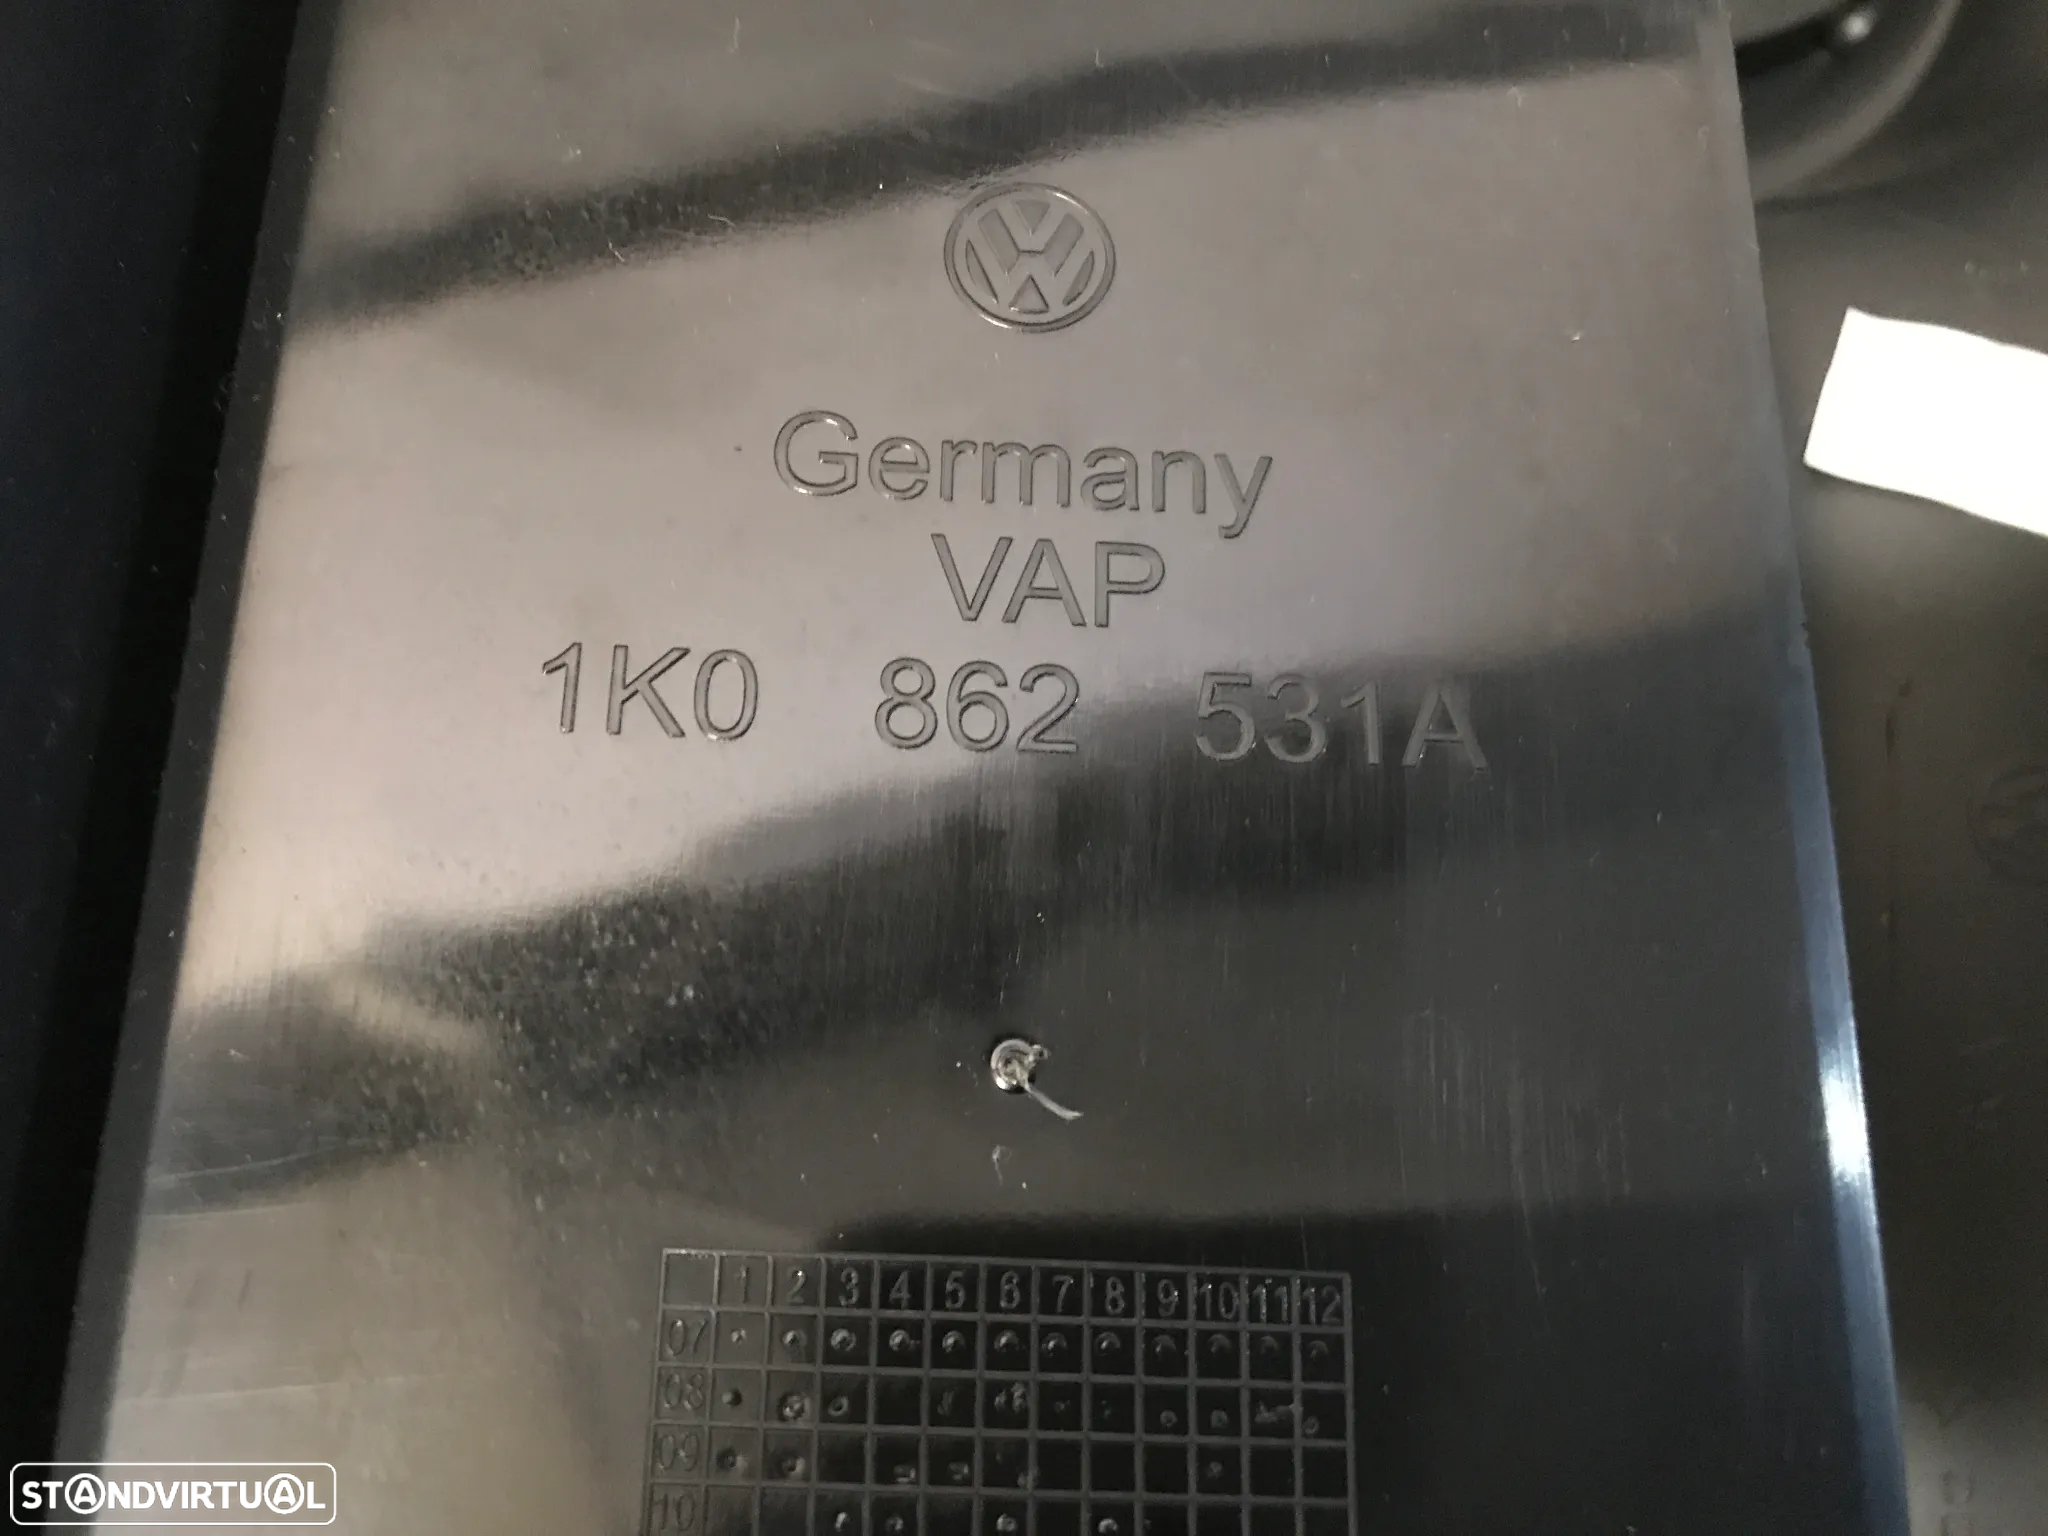 Germany
VAP
1K0 862 531A
1 2 3 4 5 6 7 8 9 10 11 12
07
08
09
10
STANDVIRTUAL